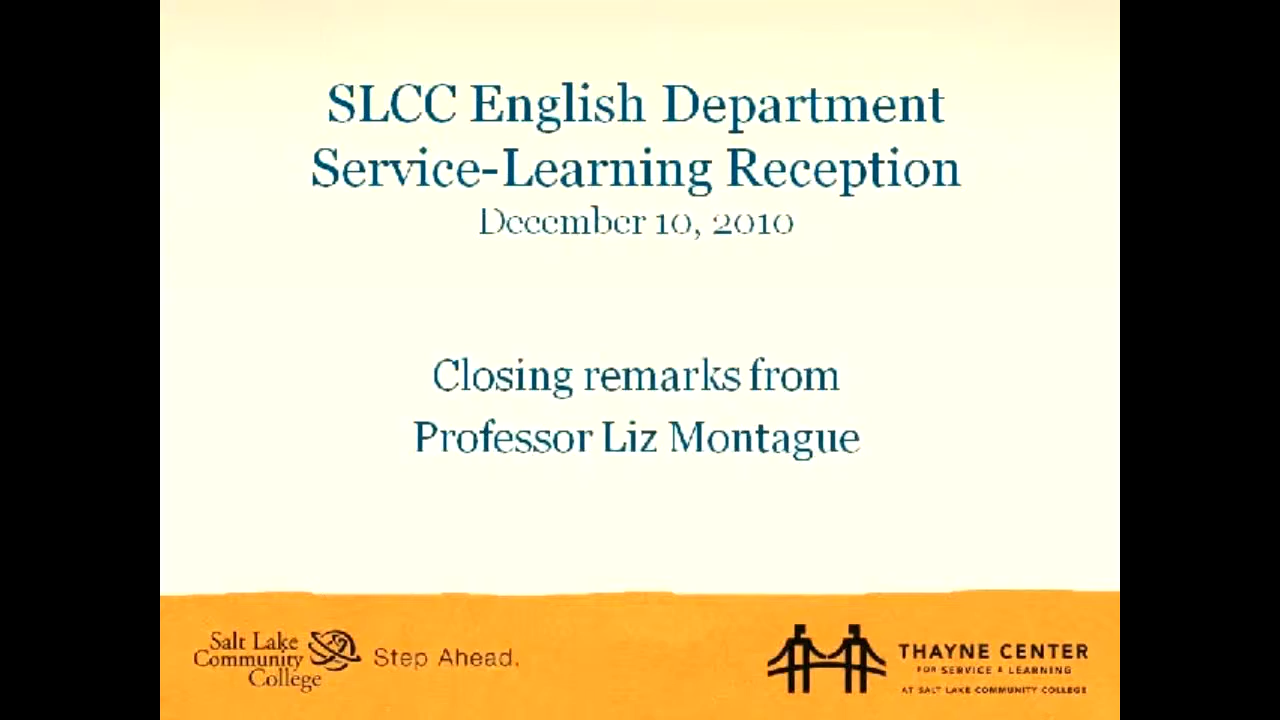 SLCC English Department
Service-Learning Reception
December 10, 2010
Closing remarks from
Professor Liz Montague
Salt Lake
Community
College
Step Ahead.
THAYNE CENTER
FOR SERVICE & LEARNING
AT SALT LAKE COMMUNITY COLLEGE